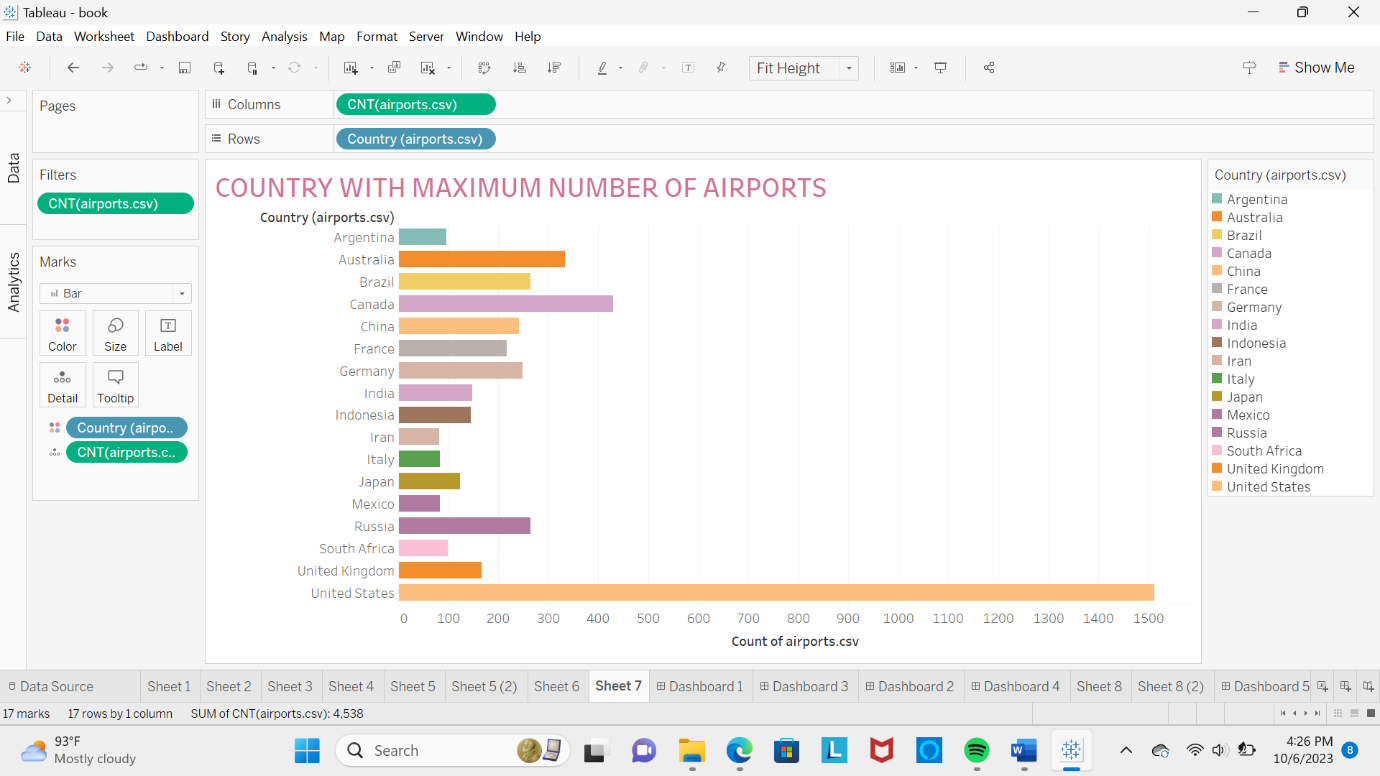 Tableau - book
File Data Worksheet Dashboard Story Analysis Map Format Server Window Help
Fit Height
Show Me
Pages
Columns
CNT(airports.csv)
Rows
Country (airports.csv)
Data
Analytics
Filters
CNT(airports.csv)
Marks
Bar
Color Size Label
Detail Tooltip
Country (airpo..
CNT(airports.c..
COUNTRY WITH MAXIMUM NUMBER OF AIRPORTS
Country (airports.csv)
Argentina
Australia
Brazil
Canada
China
France
Germany
India
Indonesia
Iran
Italy
Japan
Mexico
Russia
South Africa
United Kingdom
United States
0 100 200 300 400 500 600 700 800 900 1000 1100 1200 1300 1400 1500
Count of airports.csv
Country (airports.csv)
Argentina
Australia
Brazil
Canada
China
France
Germany
India
Indonesia
Iran
Italy
Japan
Mexico
Russia
South Africa
United Kingdom
United States
Data Source Sheet 1 Sheet 2 Sheet 3 Sheet 4 Sheet 5 Sheet 5 (2) Sheet 6 Sheet 7 Dashboard 1 Dashboard 3 Dashboard 2 Dashboard 4 Sheet 8 Sheet 8 (2) Dashboard 5
17 marks 17 rows by 1 column SUM of CNT(airports.csv): 4,538
93°F
Mostly cloudy
Search
L
W
4:26 PM
10/6/2023
8